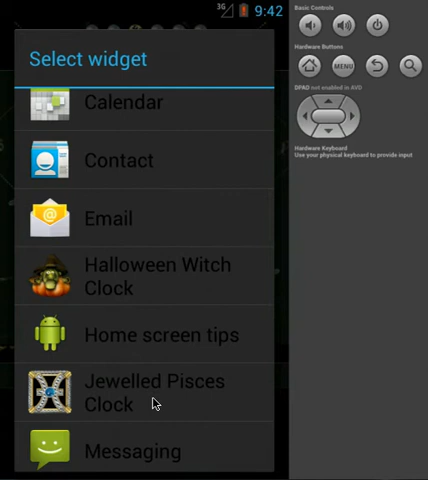 3G 9:42
Select widget
Calendar
Contact
@ Email
Halloween Witch
Clock
Home screen tips
Jewelled Pisces
Clock
Messaging
Basic Controls
Hardware Buttons
MENU
DPAD not enabled in AVD
Hardware Keyboard
Use your physical keyboard to provide input